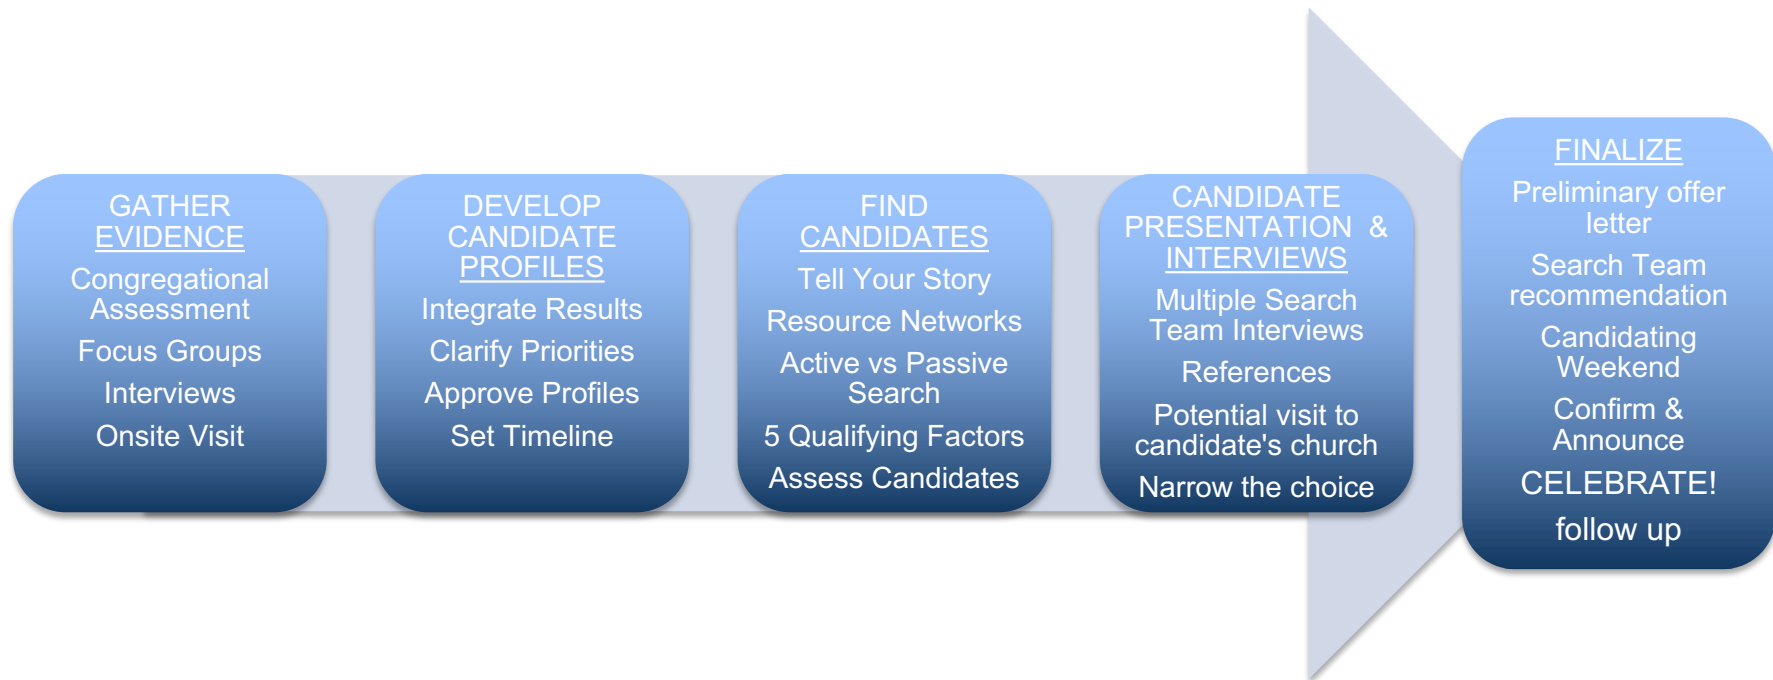 GATHER
EVIDENCE
Congregational
Assessment
Focus Groups
Interviews
Onsite Visit
DEVELOP
CANDIDATE
PROFILES
Integrate Results
Clarify Priorities
Approve Profiles
Set Timeline
FIND
CANDIDATES
Tell Your Story
Resource Networks
Active vs Passive
Search
5 Qualifying Factors
Assess Candidates
CANDIDATE
PRESENTATION &
INTERVIEWS
Multiple Search
Team Interviews
References
Potential visit to
candidate's church
Narrow the choice
FINALIZE
Preliminary offer
letter
Search Team
recommendation
Candidating
Weekend
Confirm &
Announce
CELEBRATE!
follow up